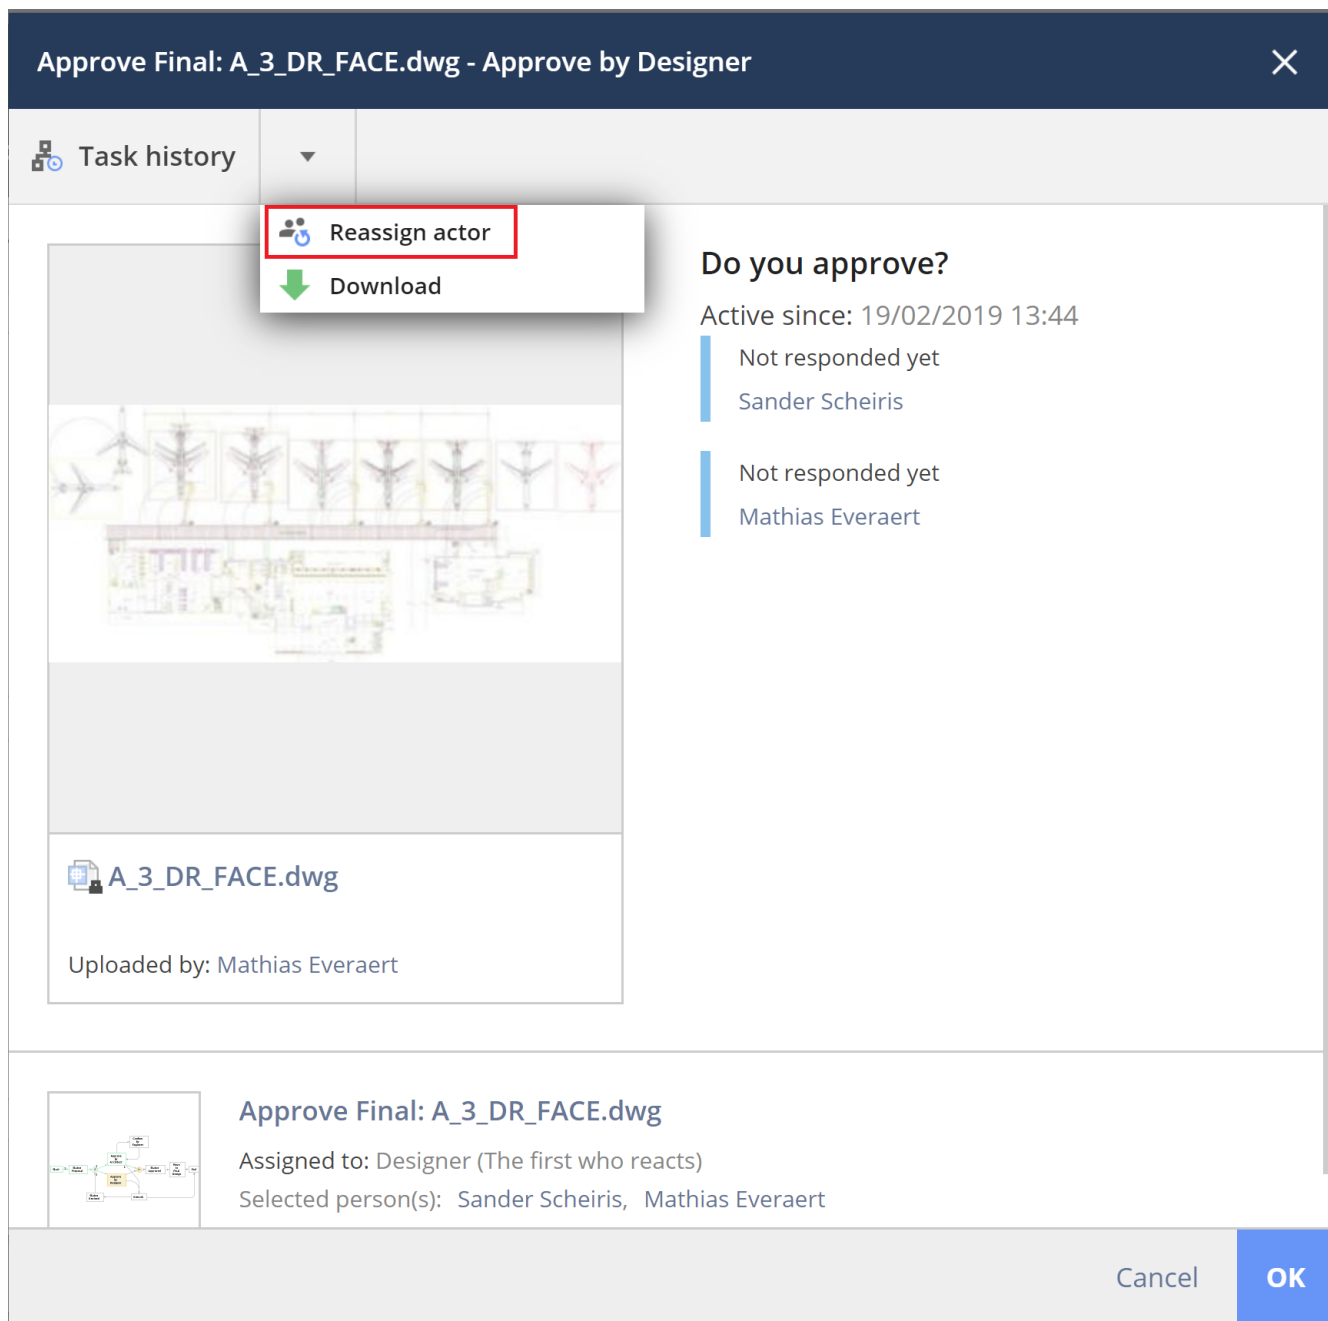 Approve Final: A_3_DR_FACE.dwg - Approve by Designer
Task history
Reassign actor
Download
Do you approve?
Active since: 19/02/2019 13:44
Not responded yet
Sander Scheiris
Not responded yet
Mathias Everaert
A_3_DR_FACE.dwg
Uploaded by: Mathias Everaert
Approve Final: A_3_DR_FACE.dwg
Assigned to: Designer (The first who reacts)
Selected person(s): Sander Scheiris, Mathias Everaert
Cancel
OK